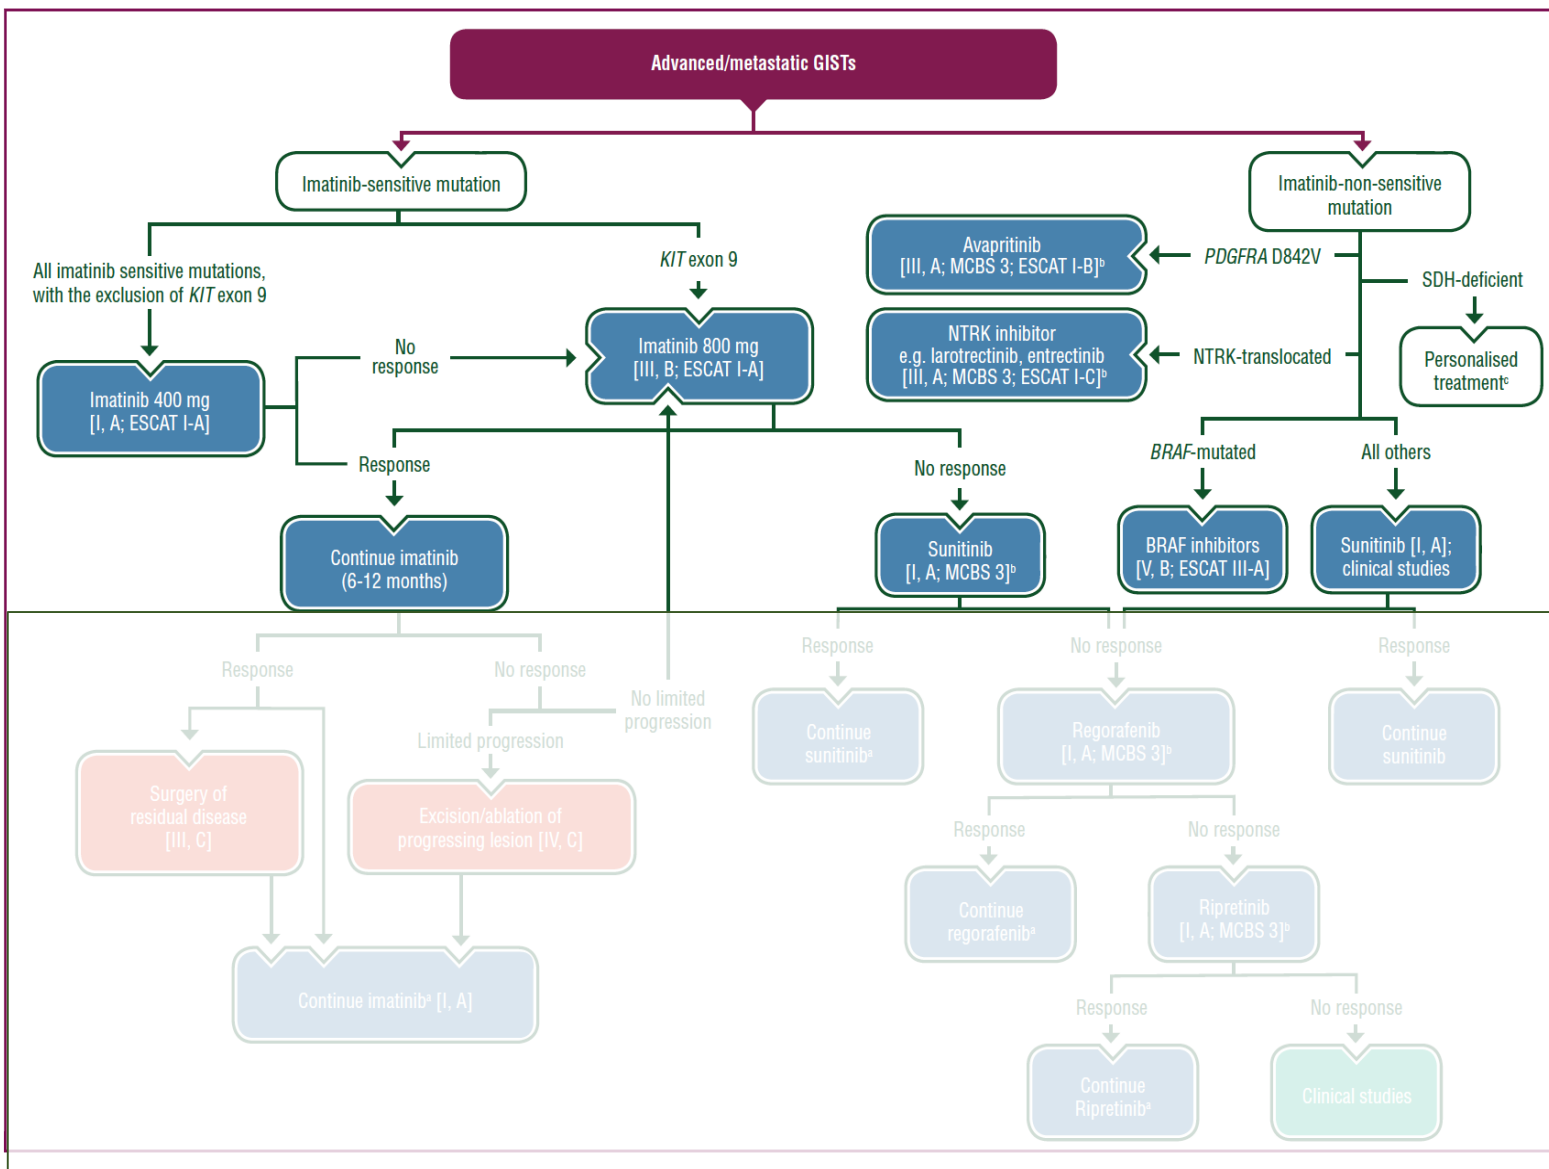 Advanced/metastatic GISTs
Imatinib-sensitive mutation
Imatinib-non-sensitive
mutation
All imatinib sensitive mutations,
with the exclusion of KIT exon 9
KIT exon 9
Avapritinib
[III, A; MCBS 3; ESCAT I-B]ᵇ
PDGFRA D842V
SDH-deficient
Imatinib 400 mg
[I, A; ESCAT I-A]
No
response
Imatinib 800 mg
[III, B; ESCAT I-A]
NTRK inhibitor
e.g. larotrectinib, entrectinib
[III, A; MCBS 3; ESCAT I-C]ᵇ
NTRK-translocated
Personalised
treatmentᶜ
Response
No response
BRAF-mutated
All others
Continue imatinib
(6-12 months)
Sunitinib
[I, A; MCBS 3]ᵇ
BRAF inhibitors
[V, B; ESCAT III-A]
Sunitinib [I, A];
clinical studies
Response
No response
No limited
progression
Limited progression
Response
No response
Response
Surgery of
residual disease
[III, C]
Excision/ablation of
progressing lesion [IV, C]
Continue
sunitinibᵃ
Regorafenib
[I, A; MCBS 3]ᵇ
Continue
sunitinib
Response
No response
Continue imatinibᵃ [I, A]
Continue
regorafenibᵃ
Ripretinib
[I, A; MCBS 3]ᵇ
Response
No response
Continue
Ripretinibᵃ
Clinical studies